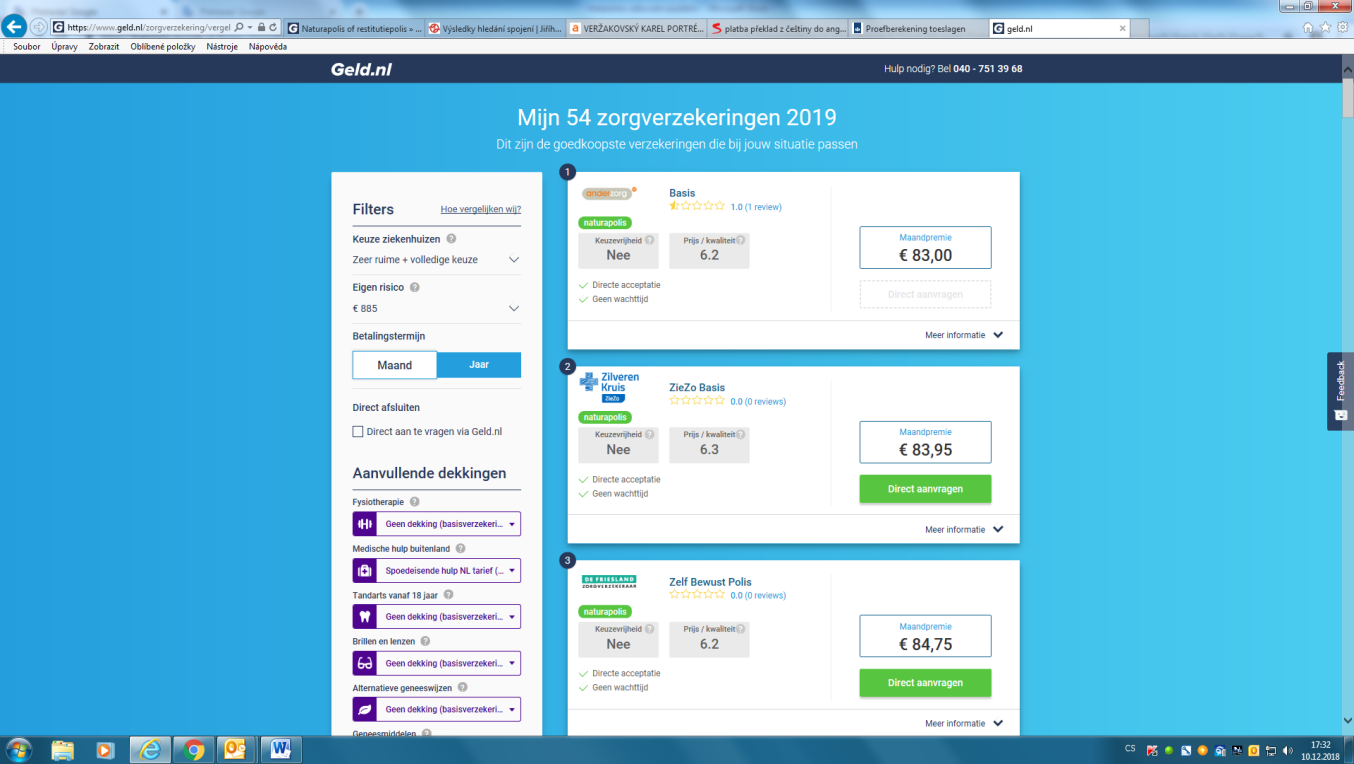 https://www.geld.nl/zorgverzekering/vergel
Naturapolis of restitutiepolis » ...
Výsledky hledání spojení | Jiříh...
VERŽAKOVSKÝ KAREL PORTRÉ...
platba překlad z češtiny do ang...
Proefberekening toeslagen
geld.nl
Soubor Úpravy Zobrazit Oblíbené položky Nástroje Nápověda
Geld.nl
Hulp nodig? Bel 040 - 751 39 68
Mijn 54 zorgverzekeringen 2019
Dit zijn de goedkoopste verzekeringen die bij jouw situatie passen
Filters
Hoe vergelijken wij?
Keuze ziekenhuizen ?
Zeer ruime + volledige keuze
Eigen risico ?
€ 885
Betalingstermijn
Maand Jaar
Direct afsluiten
Direct aan te vragen via Geld.nl
Aanvullende dekkingen
Fysiotherapie ?
Geen dekking (basisverzekeri...
Medische hulp buitenland ?
Spoedeisende hulp NL tarief (...
Tandarts vanaf 18 jaar ?
Geen dekking (basisverzekeri...
Brillen en lenzen ?
Geen dekking (basisverzekeri...
Alternatieve geneeswijzen ?
Geen dekking (basisverzekeri...
Geneesmiddelen ?
1
anderzorg
Basis
1.0 (1 review)
naturapolis
Keuzevrijheid ?
Nee
Prijs / kwaliteit ?
6.2
Directe acceptatie
Geen wachttijd
Maandpremie
€ 83,00
Direct aanvragen
Meer informatie
2
Zilveren
Kruis
ZieZo
ZieZo Basis
0.0 (0 reviews)
naturapolis
Keuzevrijheid ?
Nee
Prijs / kwaliteit ?
6.3
Directe acceptatie
Geen wachttijd
Maandpremie
€ 83,95
Direct aanvragen
Meer informatie
3
DE FRIESLAND
ZORGVERZEKERAAR
Zelf Bewust Polis
0.0 (0 reviews)
naturapolis
Keuzevrijheid ?
Nee
Prijs / kwaliteit ?
6.2
Directe acceptatie
Geen wachttijd
Maandpremie
€ 84,75
Direct aanvragen
Meer informatie
Feedback
CS
17:32
10.12.2018